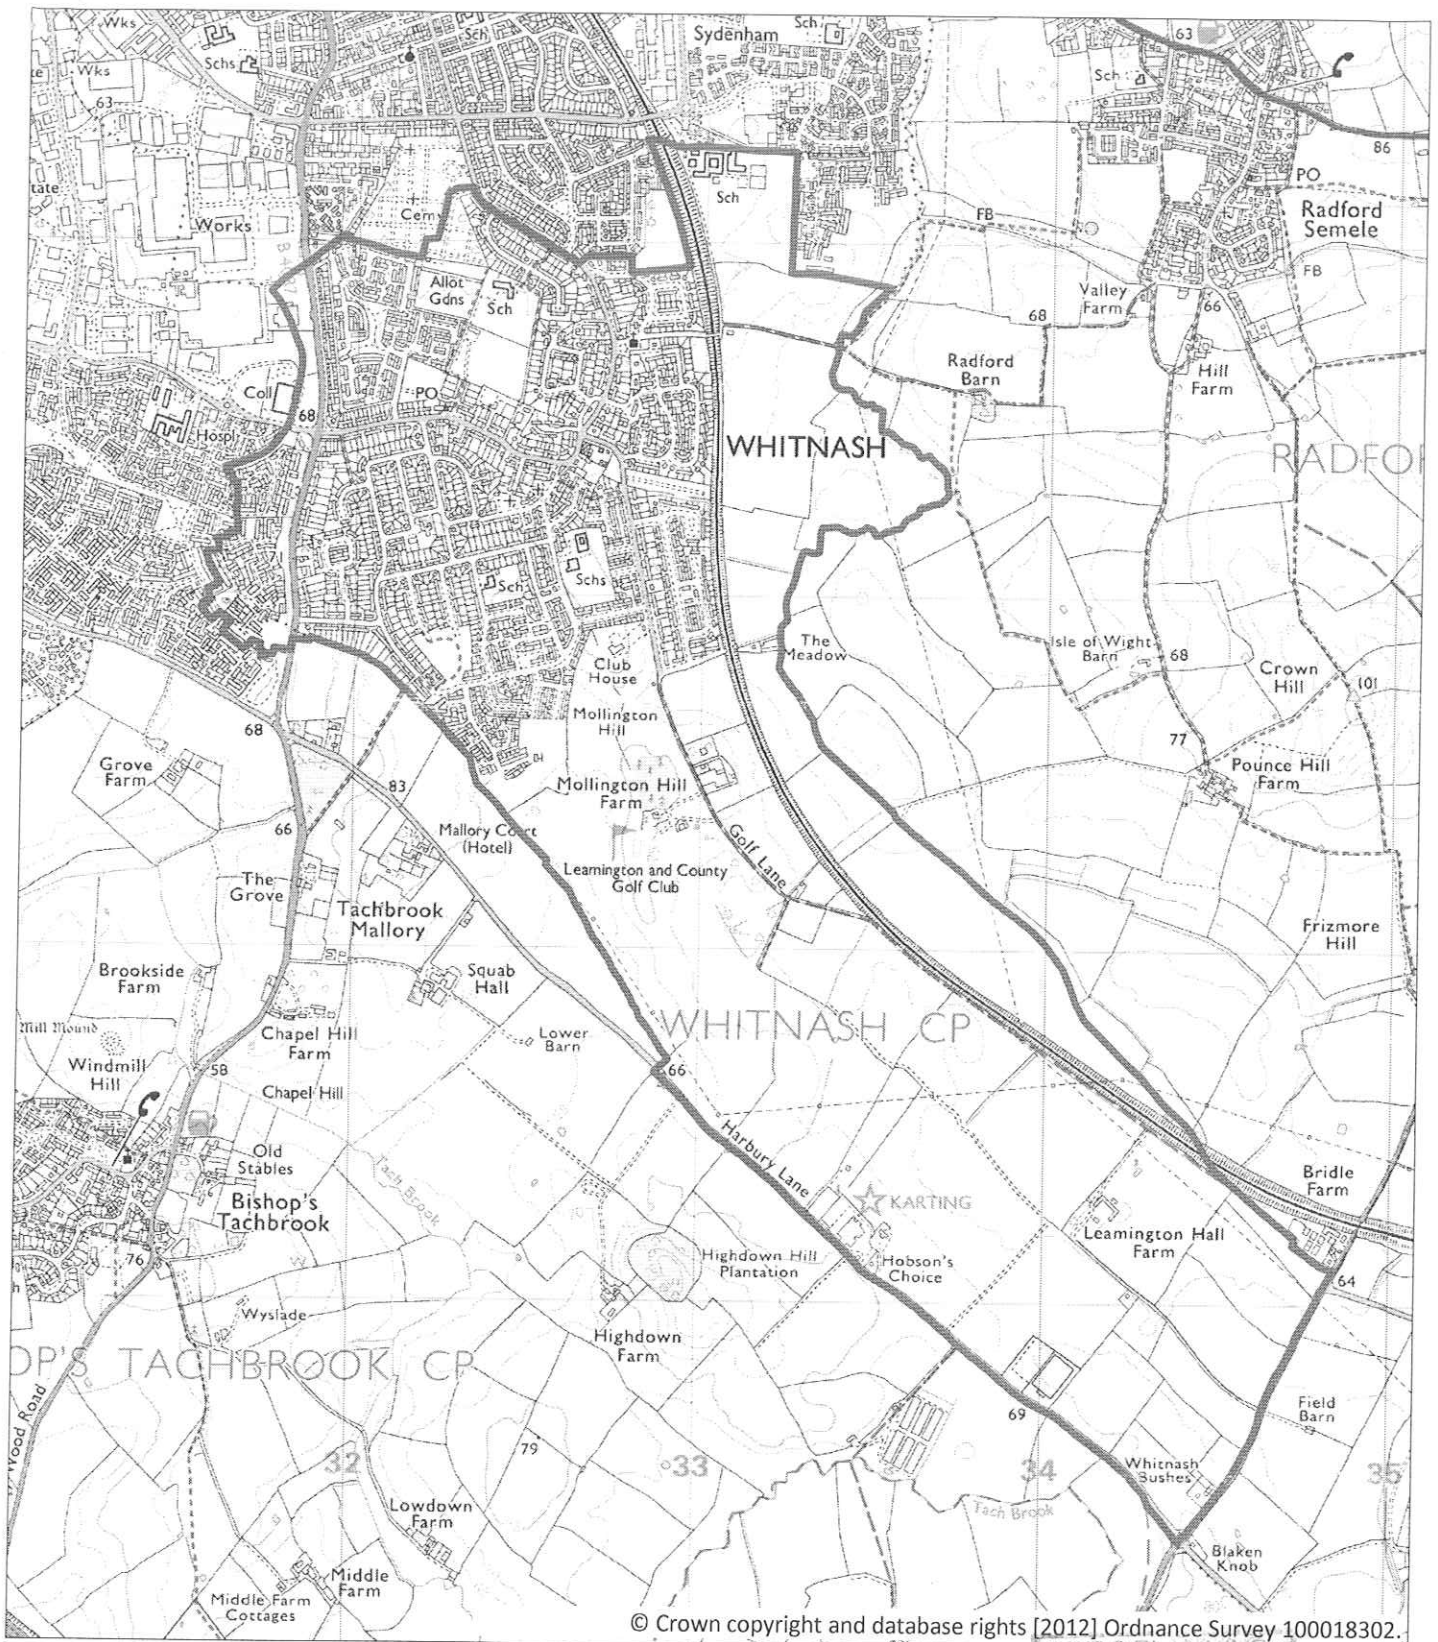 Wks
Schs
Sch
Sydenham
Sch
63
Wks
63
Sch
86
PO
Radford
Semele
Sch
Cemy
Works
FB
FB
Allot
Gdns
Sch
Valley
Farm
66
68
Radford
Barn
Hill
Farm
Coll
68
PO
Hospl
WHITNASH
Sch
Schs
The
Meadow
Isle of Wight
Barn
68
Crown
Hill
101
Club
House
Mollington
Hill
68
Grove
Farm
77
Pounce Hill
Farm
83
Mollington Hill
Farm
66
Mallory Court
(Hotel)
Golf Lane
Leamington and County
Golf Club
The
Grove
Tachbrook
Mallory
Frizmore
Hill
Brookside
Farm
Squab
Hall
Mill Mound
Chapel Hill
Farm
Lower
Barn
WHITNASH CP
Windmill
Hill
58
66
Chapel Hill
Harbury Lane
Old
Stables
Tach Brook
Bishop's
Tachbrook
KARTING
Bridle
Farm
Leamington Hall
Farm
76
Highdown Hill
Plantation
Hobson's
Choice
64
Wyslade
Highdown
Farm
OP'S TACHBROOK CP
Wood Road
69
Field
Barn
79
32
33
34
35
Whitnash
Bushes
Lowdown
Farm
Tach Brook
Blaken
Knob
Middle
Farm
Middle Farm
Cottages
© Crown copyright and database rights [2012] Ordnance Survey 100018302.